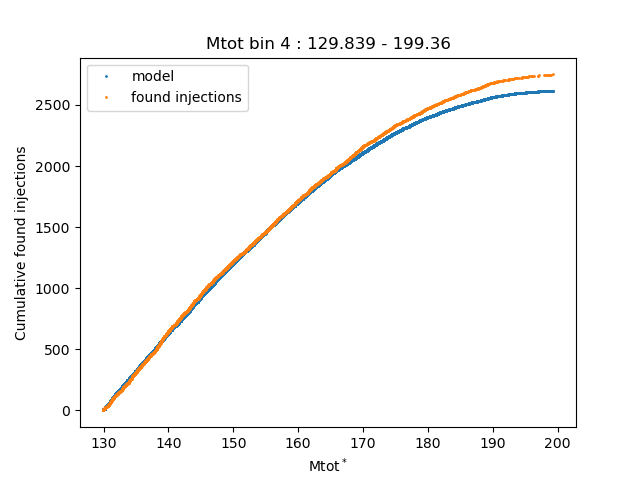 Mtot bin 4 : 129.839 - 199.36
model
found injections
Cumulative found injections
2500
2000
1500
1000
500
0
130 140 150 160 170 180 190 200
Mtot*